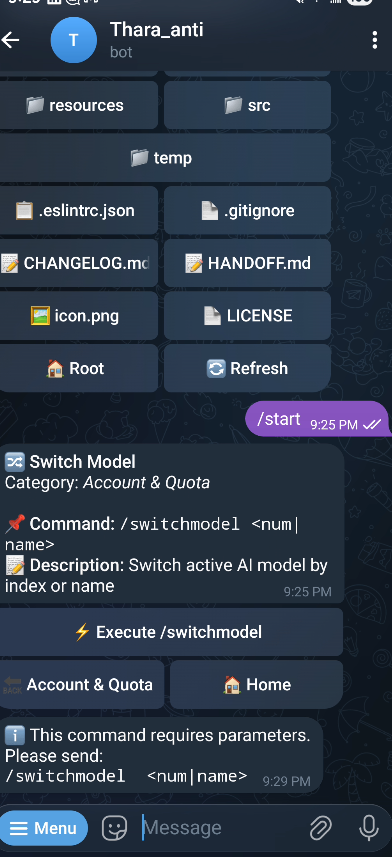 Thara_anti
bot
T
resources
src
temp
.eslintrc.json
.gitignore
CHANGELOG.md
HANDOFF.md
icon.png
LICENSE
Root
Refresh
/start 9:25 PM
Switch Model
Category: Account & Quota
Command: /switchmodel <num|
name>
Description: Switch active AI model by
index or name
9:25 PM
Execute /switchmodel
BACK Account & Quota
Home
This command requires parameters.
Please send:
/switchmodel <num|name> 9:29 PM
Menu
Message